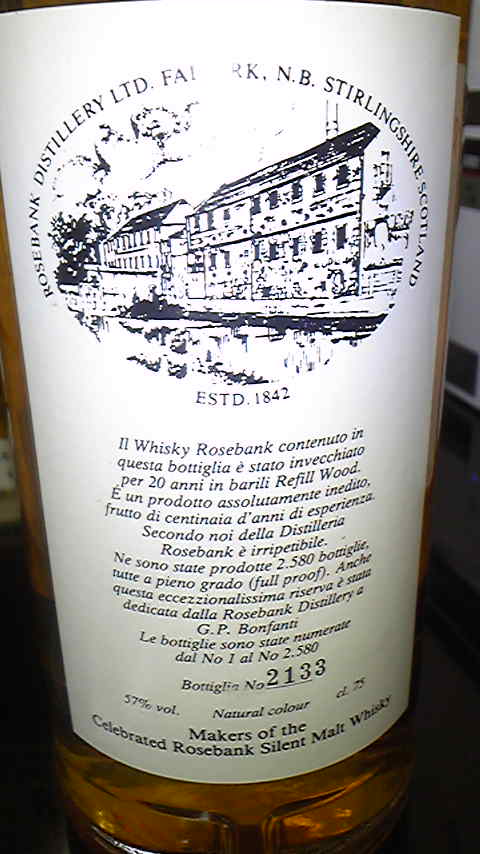 ROSEBANK DISTILLERY LTD. FA RK, N.B. STIRLINGSHIRE SCOTLAND
ESTD. 1842
Il Whisky Rosebank contenuto in
questa bottiglia è stato invecchiato
per 20 anni in barili Refill Wood.
È un prodotto assolutamente inedito,
frutto di centinaia d'anni di esperienza.
Secondo noi della Distilleria
Rosebank è irripetibile.
Ne sono state prodotte 2.580 bottiglie,
tutte a pieno grado (full proof). Anche
questa eccezzionalissima riserva è stata
dedicata dalla Rosebank Distillery a
G.P. Bonfanti
Le bottiglie sono state numerate
dal No 1 al No 2.580
Bottiglia No 2133
57% vol. Natural colour cl. 75
Makers of the
Celebrated Rosebank Silent Malt Whisky